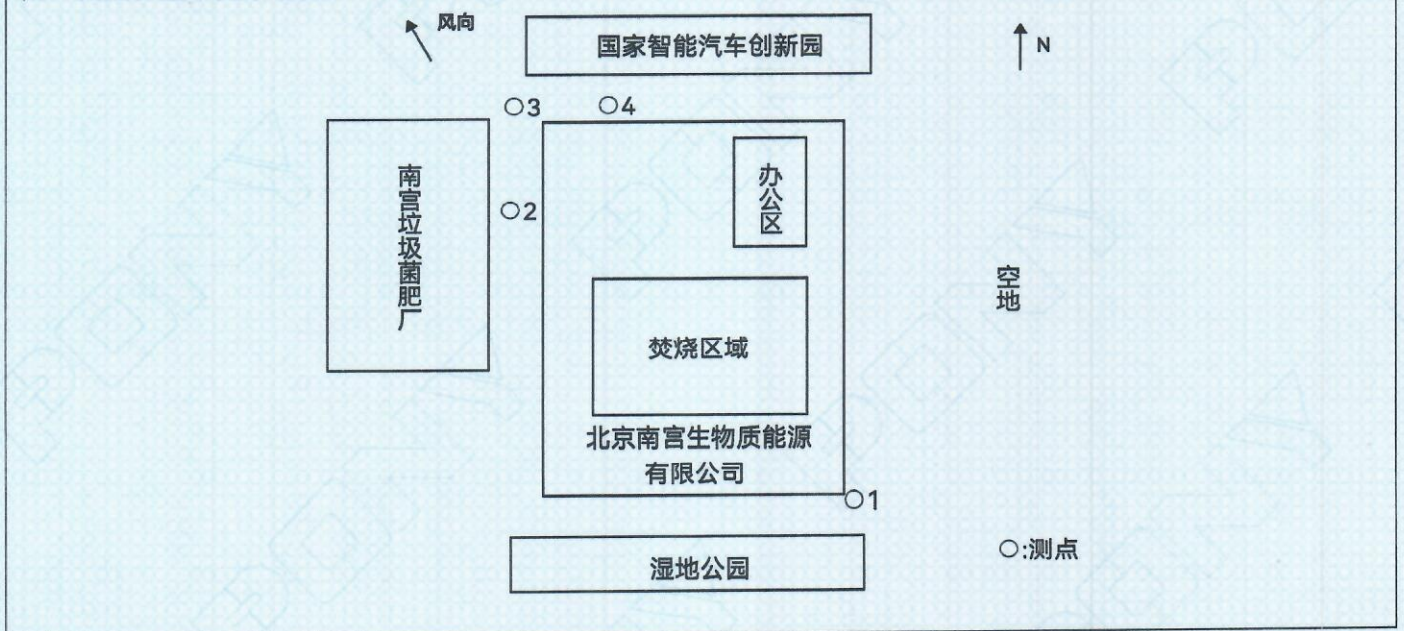 风向
国家智能汽车创新园
N
○3
○4
南宫垃圾菌肥厂
办公区
○2
空地
焚烧区域
北京南宫生物质能源
有限公司
○1
○:测点
湿地公园